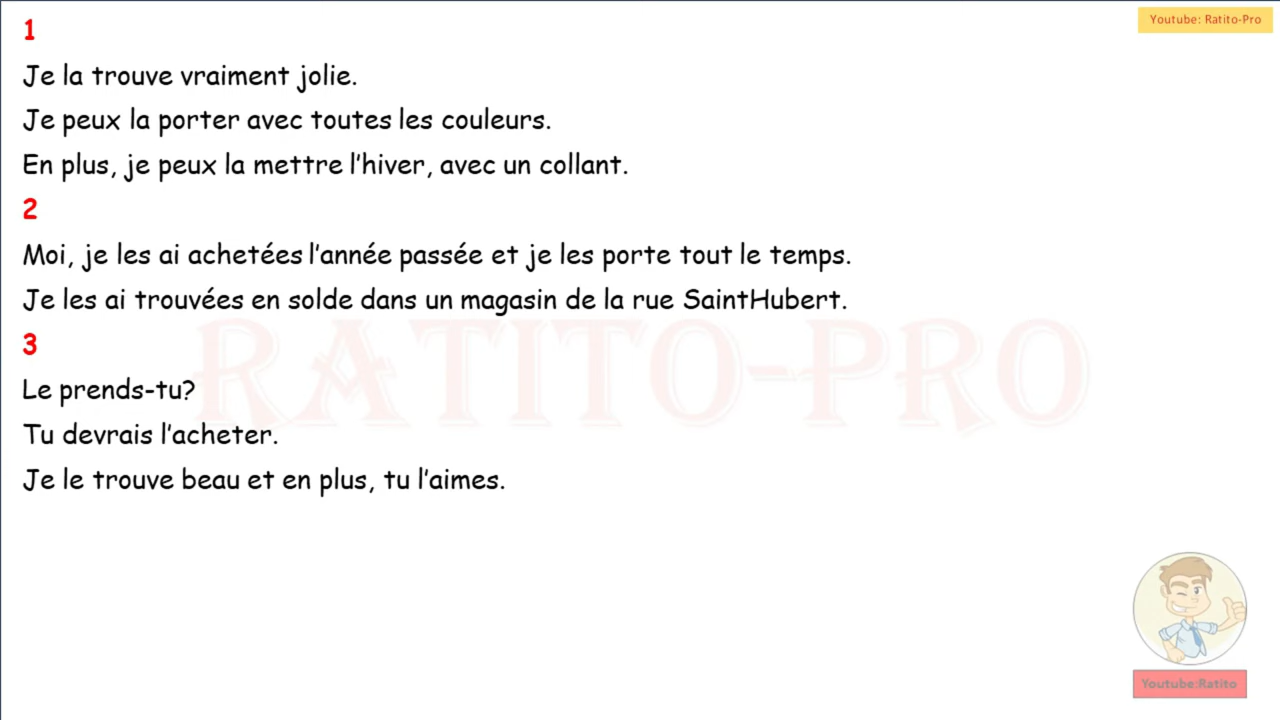 Youtube: Ratito-Pro
1
Je la trouve vraiment jolie.
Je peux la porter avec toutes les couleurs.
En plus, je peux la mettre l'hiver, avec un collant.
2
Moi, je les ai achetées l'année passée et je les porte tout le temps.
Je les ai trouvées en solde dans un magasin de la rue SaintHubert.
RATITO-PRO
3
Le prends-tu?
Tu devrais l'acheter.
Je le trouve beau et en plus, tu l'aimes.
Youtube:Ratito